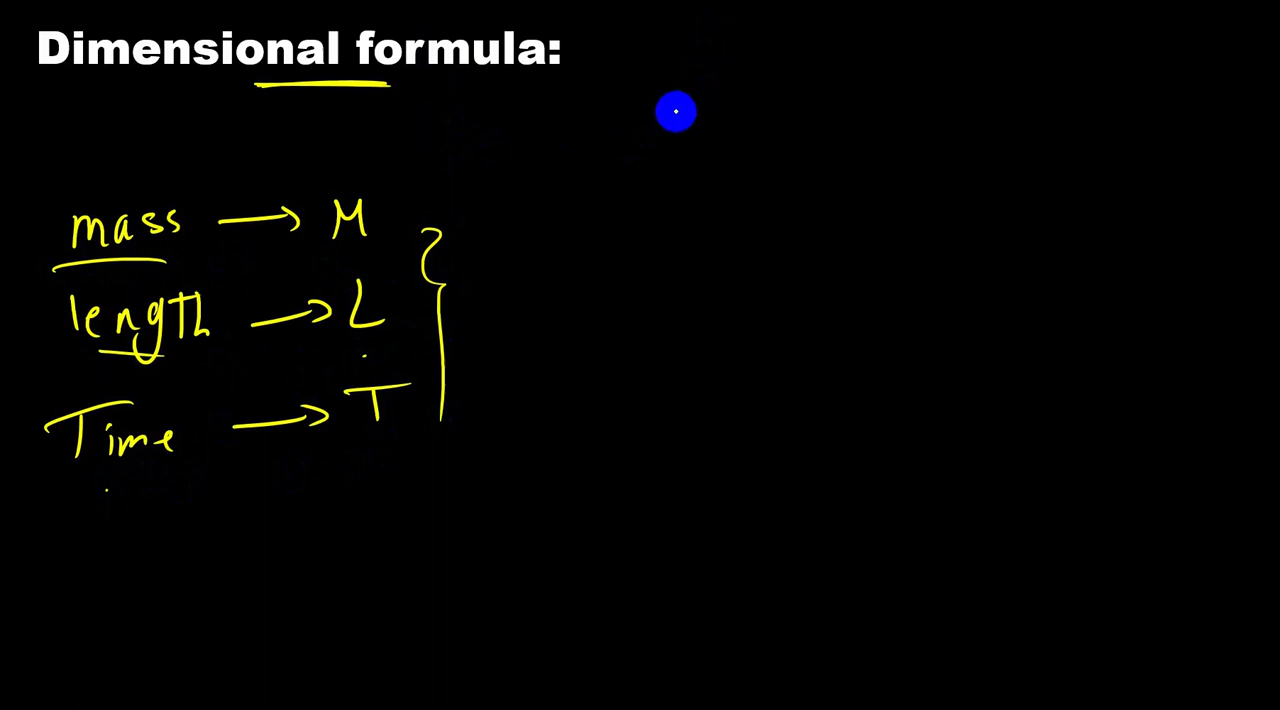 Dimensional formula:
mass → M
length → L
Time → T